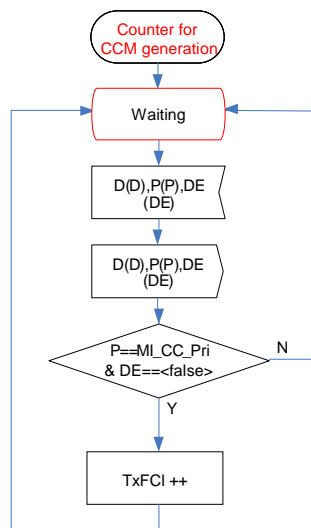 Counter for
CCM generation
Waiting
D(D),P(P),DE
(DE)
D(D),P(P),DE
(DE)
P==MI_CC_Pri
& DE==<false>
N
Y
TxFCl ++